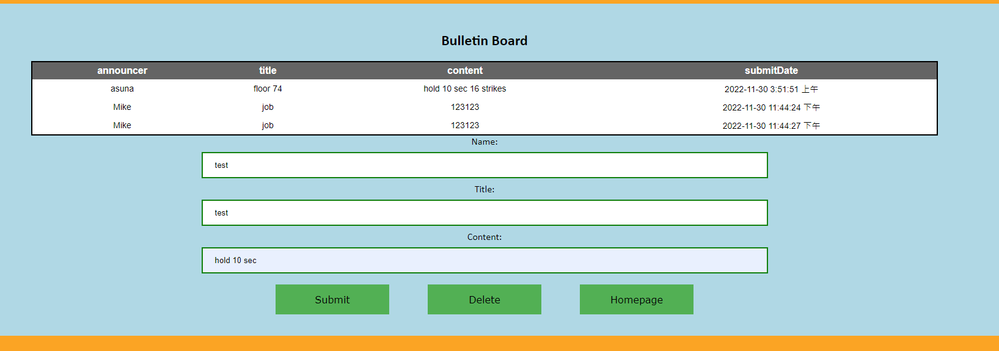 Bulletin Board
announcer title content submitDate
asuna floor 74 hold 10 sec 16 strikes 2022-11-30 3:51:51 上午
Mike job 123123 2022-11-30 11:44:24 下午
Mike job 123123 2022-11-30 11:44:27 下午
Name:
test
Title:
test
Content:
hold 10 sec
Submit Delete Homepage